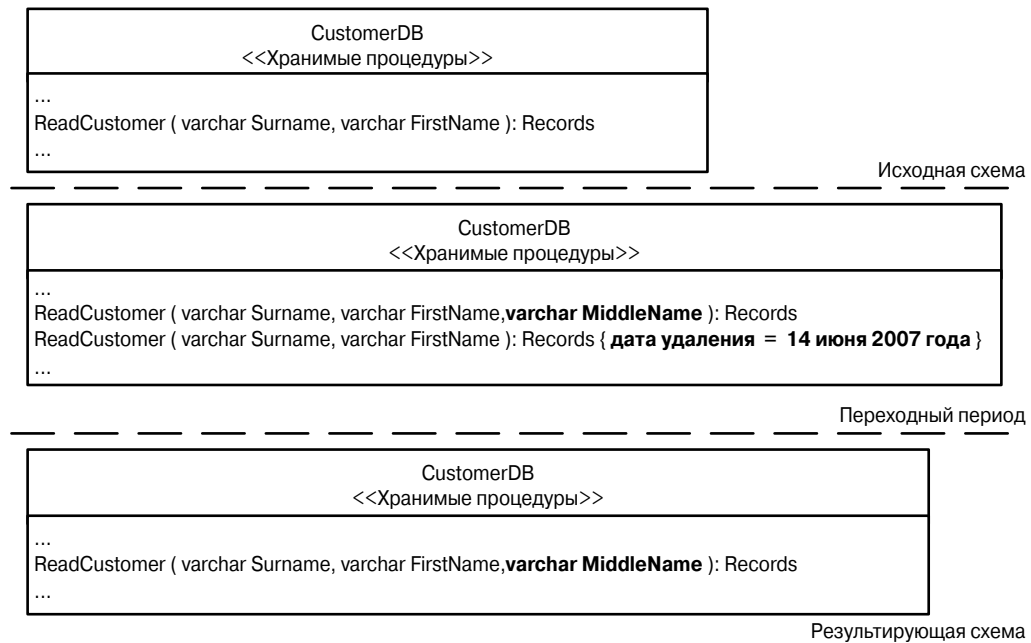 CustomerDB
<<Хранимые процедуры>>
...
ReadCustomer ( varchar Surname, varchar FirstName ): Records
...
Исходная схема
CustomerDB
<<Хранимые процедуры>>
...
ReadCustomer ( varchar Surname, varchar FirstName,varchar MiddleName ): Records
ReadCustomer ( varchar Surname, varchar FirstName ): Records { дата удаления = 14 июня 2007 года }
...
Переходный период
CustomerDB
<<Хранимые процедуры>>
...
ReadCustomer ( varchar Surname, varchar FirstName,varchar MiddleName ): Records
...
Результирующая схема